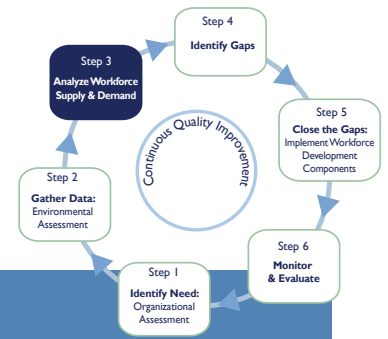 Step 4
Identify Gaps
Step 3
Analyze Workforce
Supply & Demand
Step 5
Close the Gaps:
Implement Workforce
Development
Components
Continuous Quality Improvement
Step 2
Gather Data:
Environmental
Assessment
Step 6
Monitor
& Evaluate
Step 1
Identify Need:
Organizational
Assessment